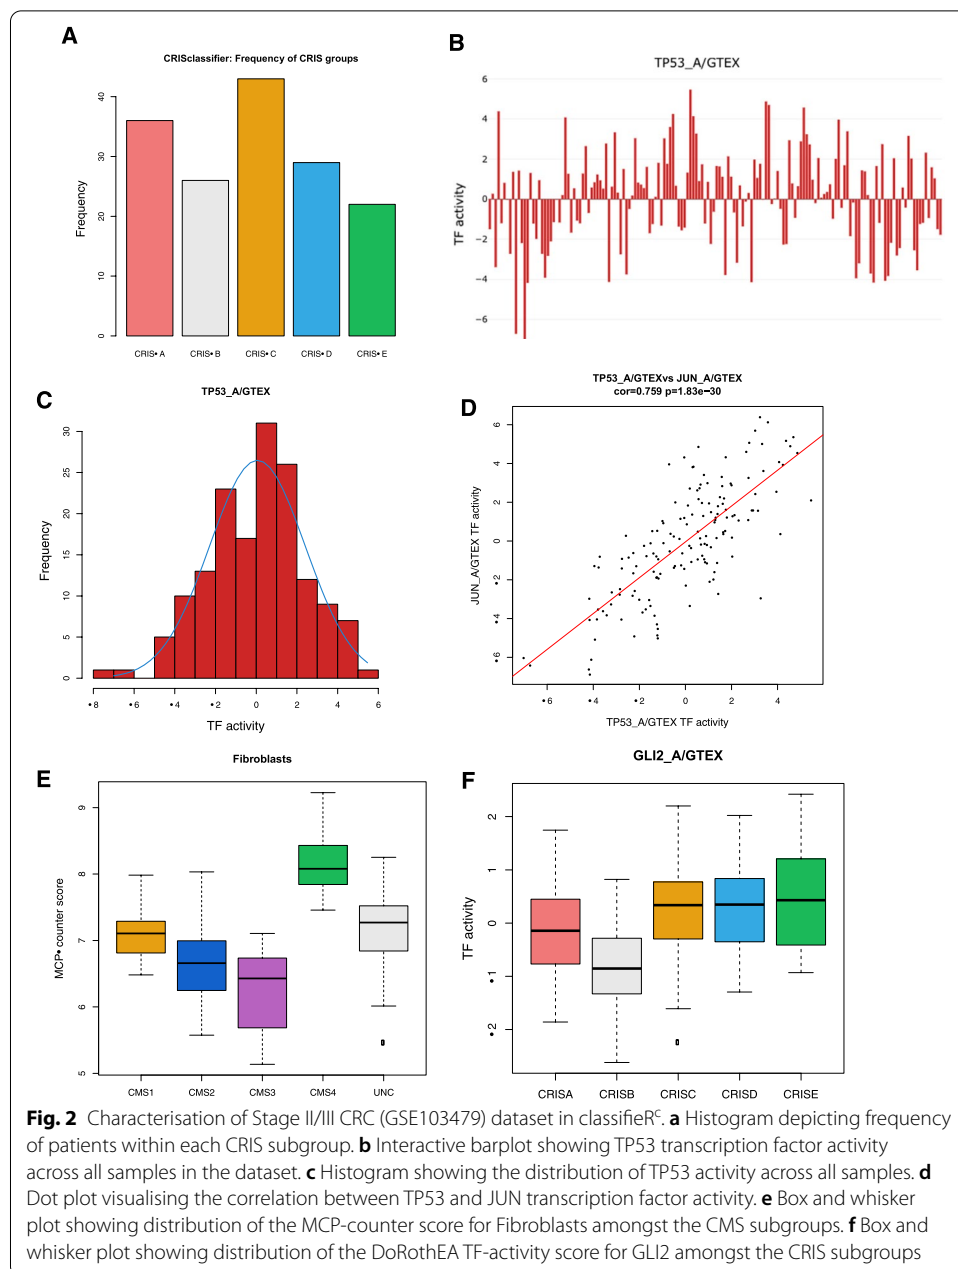 A
CRISclassifier: Frequency of CRIS groups
Frequency
40
30
20
10
0
CRIS• A CRIS• B CRIS• C CRIS• D CRIS• E
B
TP53_A/GTEX
TF activity
6
4
2
0
−2
−4
−6
C
TP53_A/GTEX
Frequency
30
25
20
15
10
5
0
•8 •6 •4 •2 0 2 4 6
TF activity
D
TP53_A/GTEXvs JUN_A/GTEX
cor=0.759 p=1.83e−30
JUN_A/GTEX TF activity
6
4
2
0
•2
•4
•6
•6 •4 •2 0 2 4
TP53_A/GTEX TF activity
E
Fibroblasts
MCP•counter score
9
8
7
6
5
CMS1 CMS2 CMS3 CMS4 UNC
F
GLI2_A/GTEX
TF activity
2
1
0
•1
•2
CRISA CRISB CRISC CRISD CRISE
Fig. 2 Characterisation of Stage II/III CRC (GSE103479) dataset in classifieRᶜ. a Histogram depicting frequency
of patients within each CRIS subgroup. b Interactive barplot showing TP53 transcription factor activity
across all samples in the dataset. c Histogram showing the distribution of TP53 activity across all samples. d
Dot plot visualising the correlation between TP53 and JUN transcription factor activity. e Box and whisker
plot showing distribution of the MCP-counter score for Fibroblasts amongst the CMS subgroups. f Box and
whisker plot showing distribution of the DoRothEA TF-activity score for GLI2 amongst the CRIS subgroups